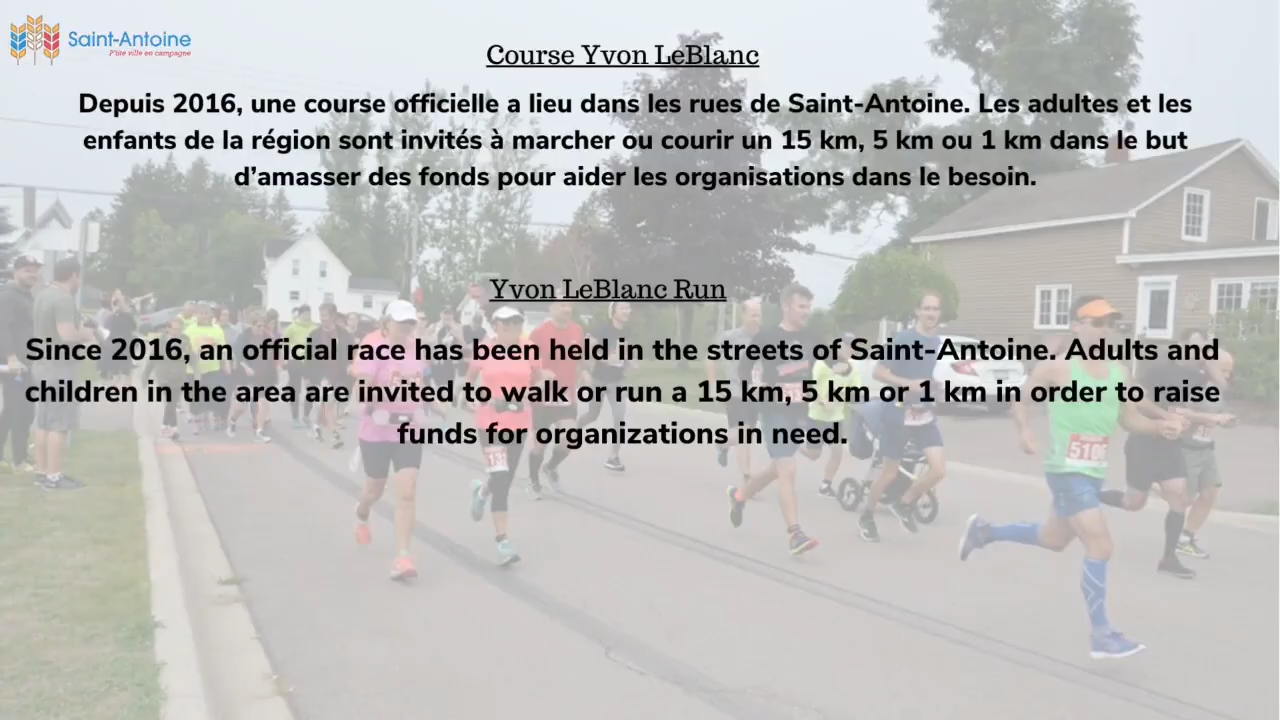 Saint-Antoine
P'tite ville en campagne
Course Yvon LeBlanc
Depuis 2016, une course officielle a lieu dans les rues de Saint-Antoine. Les adultes et les
enfants de la région sont invités à marcher ou courir un 15 km, 5 km ou 1 km dans le but
d'amasser des fonds pour aider les organisations dans le besoin.
Yvon LeBlanc Run
Since 2016, an official race has been held in the streets of Saint-Antoine. Adults and
children in the area are invited to walk or run a 15 km, 5 km or 1 km in order to raise
funds for organizations in need.